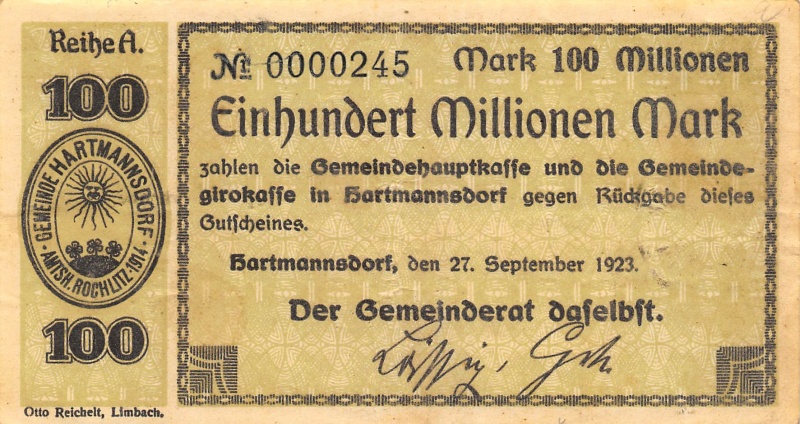 Reihe A.
100
GEMEINDE HARTMANNSDORF · AMTSH. ROCHLITZ · 1914 ·
100
Otto Reichelt, Limbach.
№ 0000245 Mark 100 Millionen
Einhundert Millionen Mark
zahlen die Gemeindehauptkaſſe und die Gemeinde-
girokaſſe in Hartmannsdorf gegen Rückgabe dieſes
Gutſcheines.
Hartmannsdorf, den 27. September 1923.
Der Gemeinderat daſelbſt.